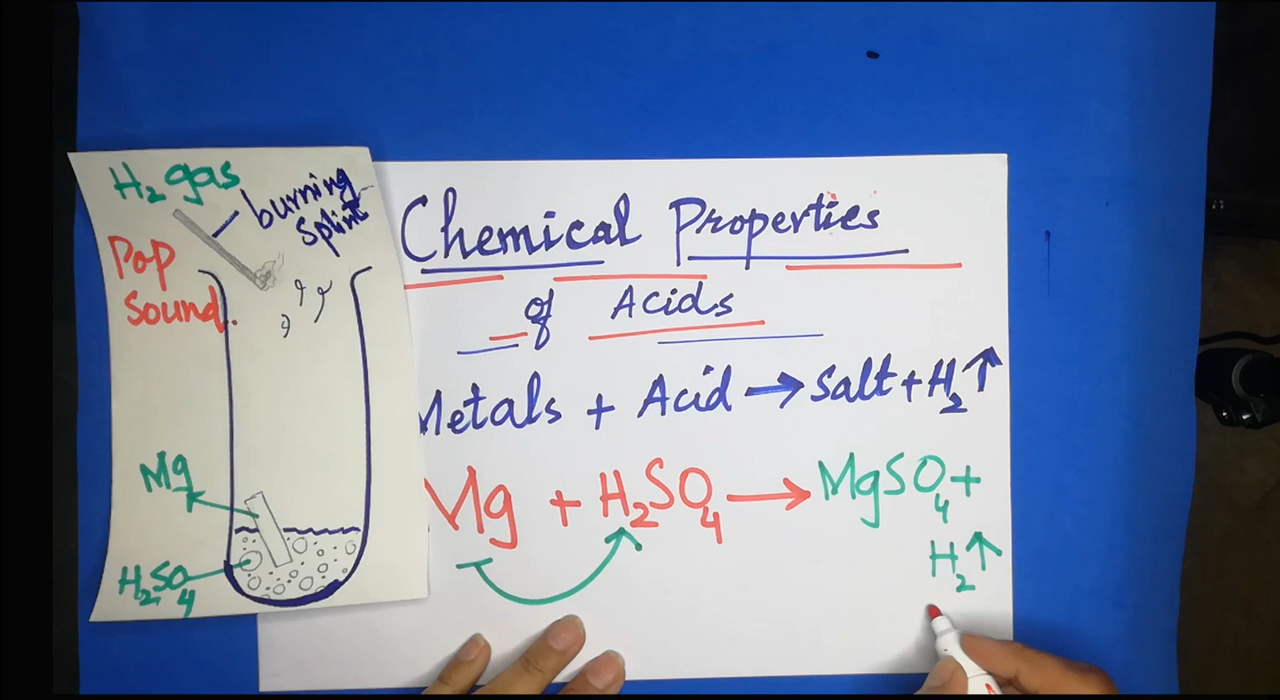 H₂ gas
burning
splint
Pop
Sound.
Mg
H₂SO₄
Chemical Properties
of Acids
Metals + Acid → Salt + H₂↑
Mg + H₂SO₄ → MgSO₄ +
H₂↑